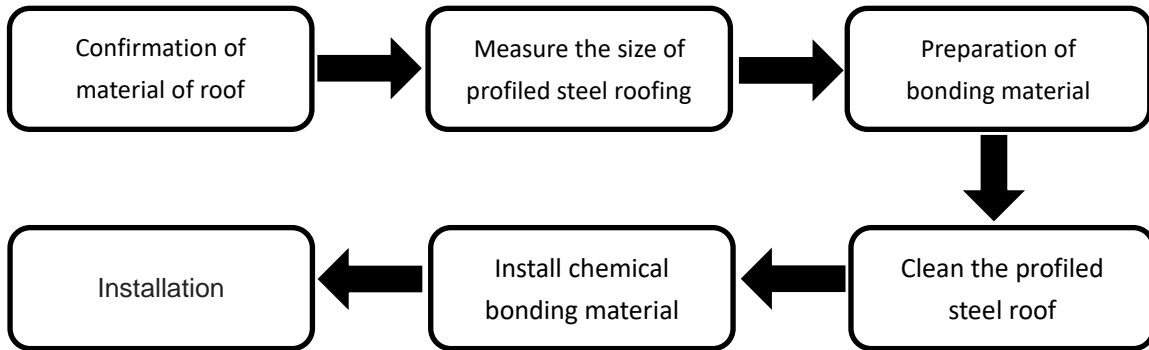 Confirmation of
material of roof
Measure the size of
profiled steel roofing
Preparation of
bonding material
Clean the profiled
steel roof
Install chemical
bonding material
Installation